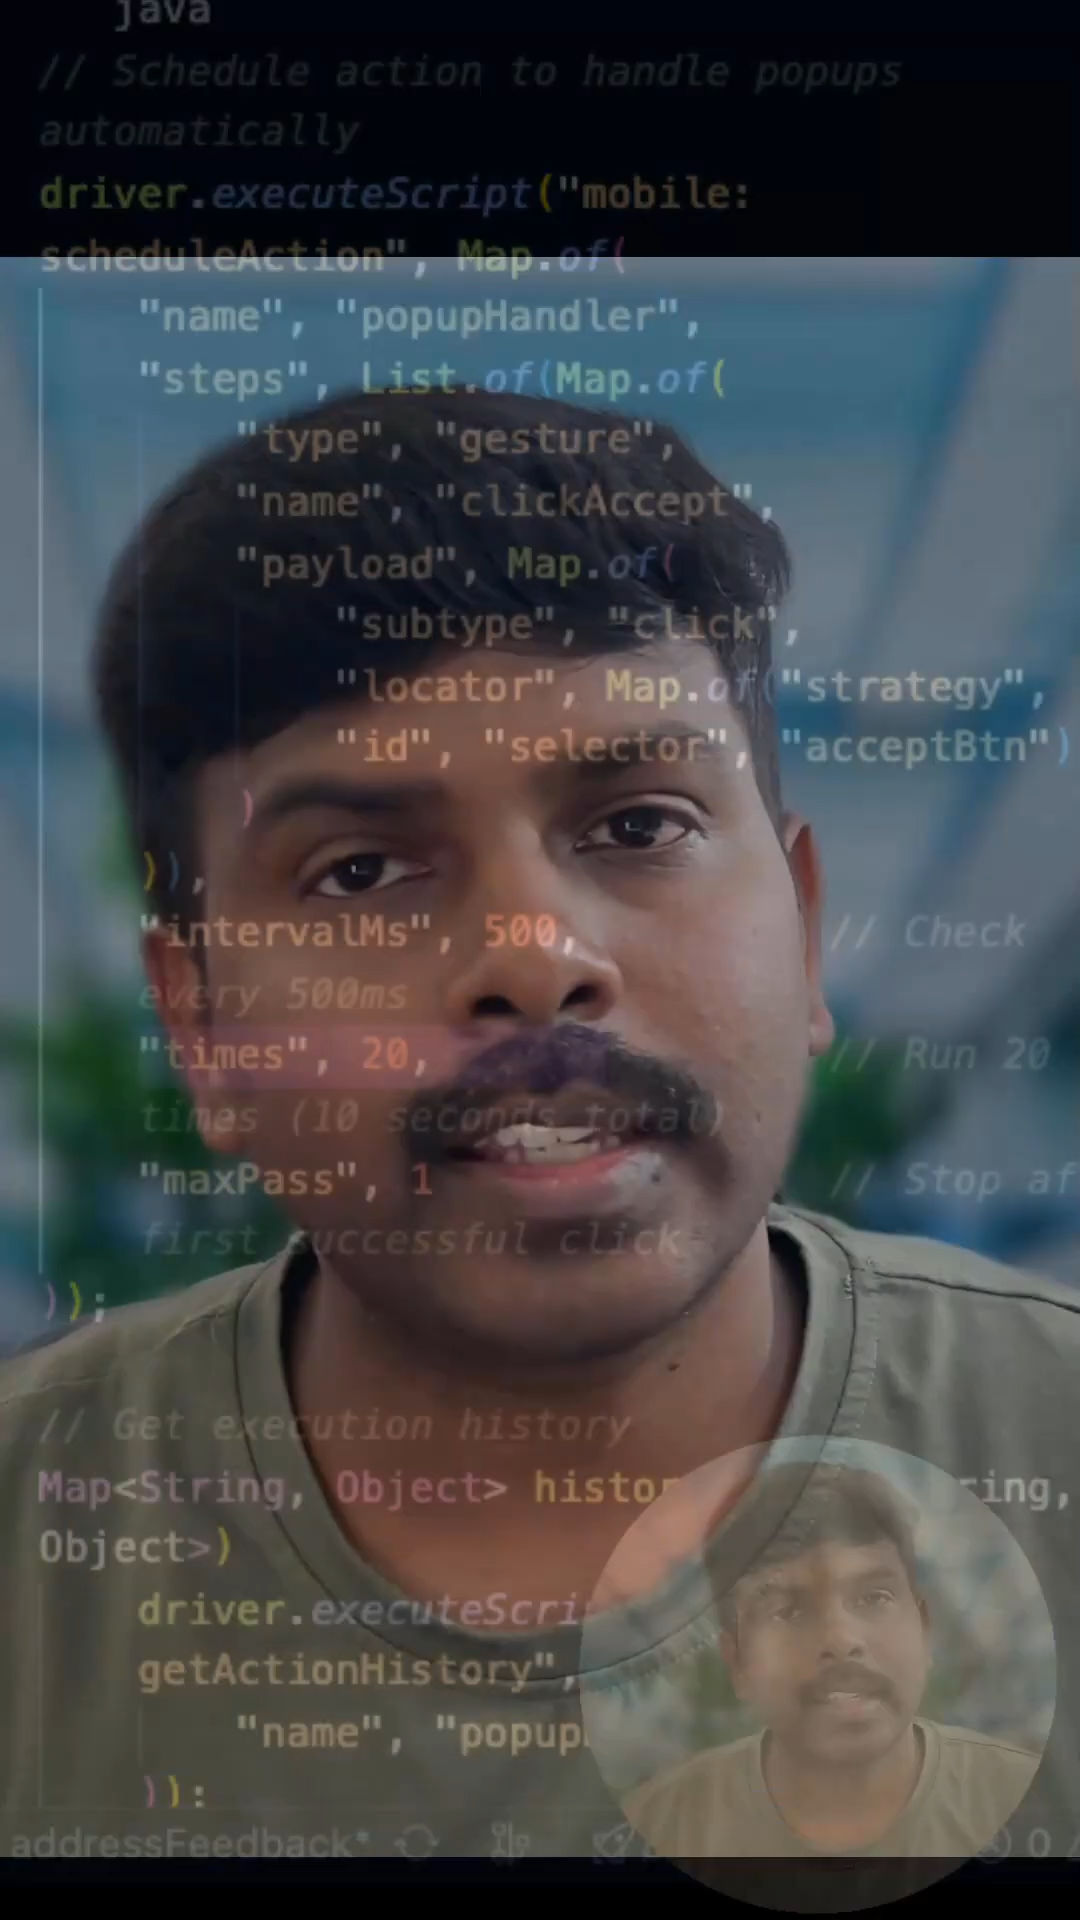 java
// Schedule action to handle popups
automatically
driver.executeScript("mobile:
scheduleAction", Map.of(
"name", "popupHandler",
"steps", List.of(Map.of(
"type", "gesture",
"name", "clickAccept",
"payload", Map.of(
"subtype", "click",
"locator", Map.of("strategy",
"id", "selector", "acceptBtn")
)
)),
"intervalMs", 500, // Check
every 500ms
"times", 20, // Run 20
times (10 seconds total)
"maxPass", 1 // Stop af
first successful click
));
// Get execution history
Map<String, Object> histor ring,
Object>)
driver.executeScri
getActionHistory",
"name", "popup
)):
addressFeedback* 0